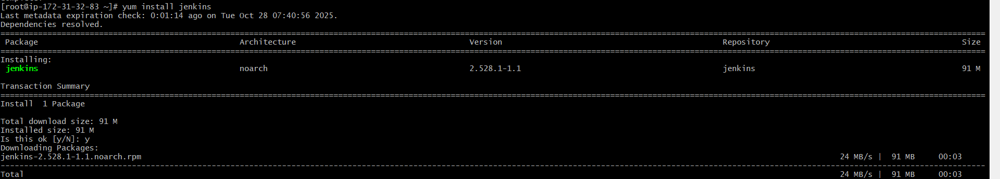 [root@ip-172-31-32-83 ~]# yum install jenkins
Last metadata expiration check: 0:01:14 ago on Tue Oct 28 07:40:56 2025.
Dependencies resolved.
Package Architecture Version Repository Size
Installing:
jenkins noarch 2.528.1-1.1 jenkins 91 M
Transaction Summary
Install 1 Package
Total download size: 91 M
Installed size: 91 M
Is this ok [y/N]: y
Downloading Packages:
jenkins-2.528.1-1.1.noarch.rpm 24 MB/s | 91 MB 00:03
Total 24 MB/s | 91 MB 00:03